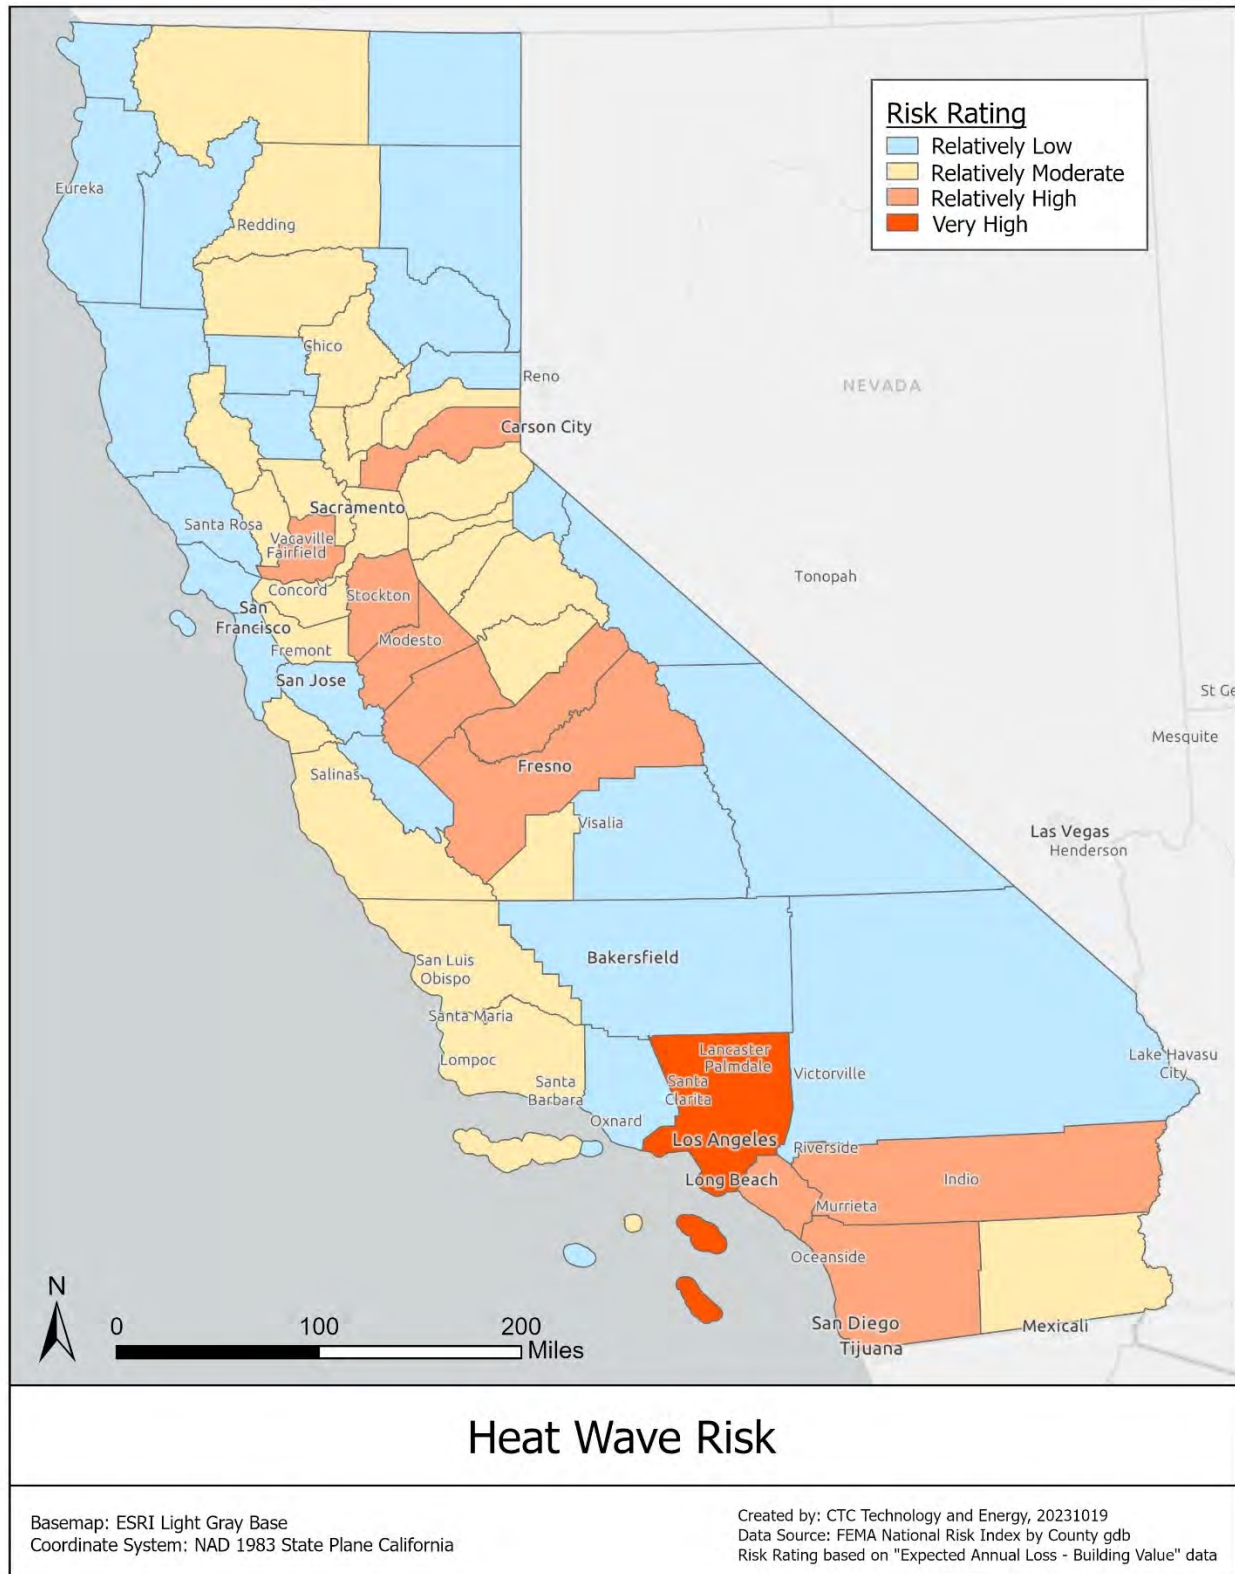 Risk Rating
Relatively Low
Relatively Moderate
Relatively High
Very High
Eureka
Redding
Chico
Reno
NEVADA
Carson City
Sacramento
Santa Rosa
Vacaville
Fairfield
Concord
Stockton
Tonopah
San
Francisco
Modesto
Fremont
San Jose
St Ge
Mesquite
Salinas
Fresno
Visalia
Las Vegas
Henderson
San Luis
Obispo
Bakersfield
Santa Maria
Lompoc
Lancaster
Palmdale
Lake Havasu
City
Victorville
Santa
Clarita
Santa
Barbara
Oxnard
Los Angeles
Riverside
Long Beach
Indio
Murrieta
Oceanside
San Diego
Mexicali
Tijuana
N
0 100 200
Miles
Heat Wave Risk
Basemap: ESRI Light Gray Base
Coordinate System: NAD 1983 State Plane California
Created by: CTC Technology and Energy, 20231019
Data Source: FEMA National Risk Index by County gdb
Risk Rating based on "Expected Annual Loss - Building Value" data